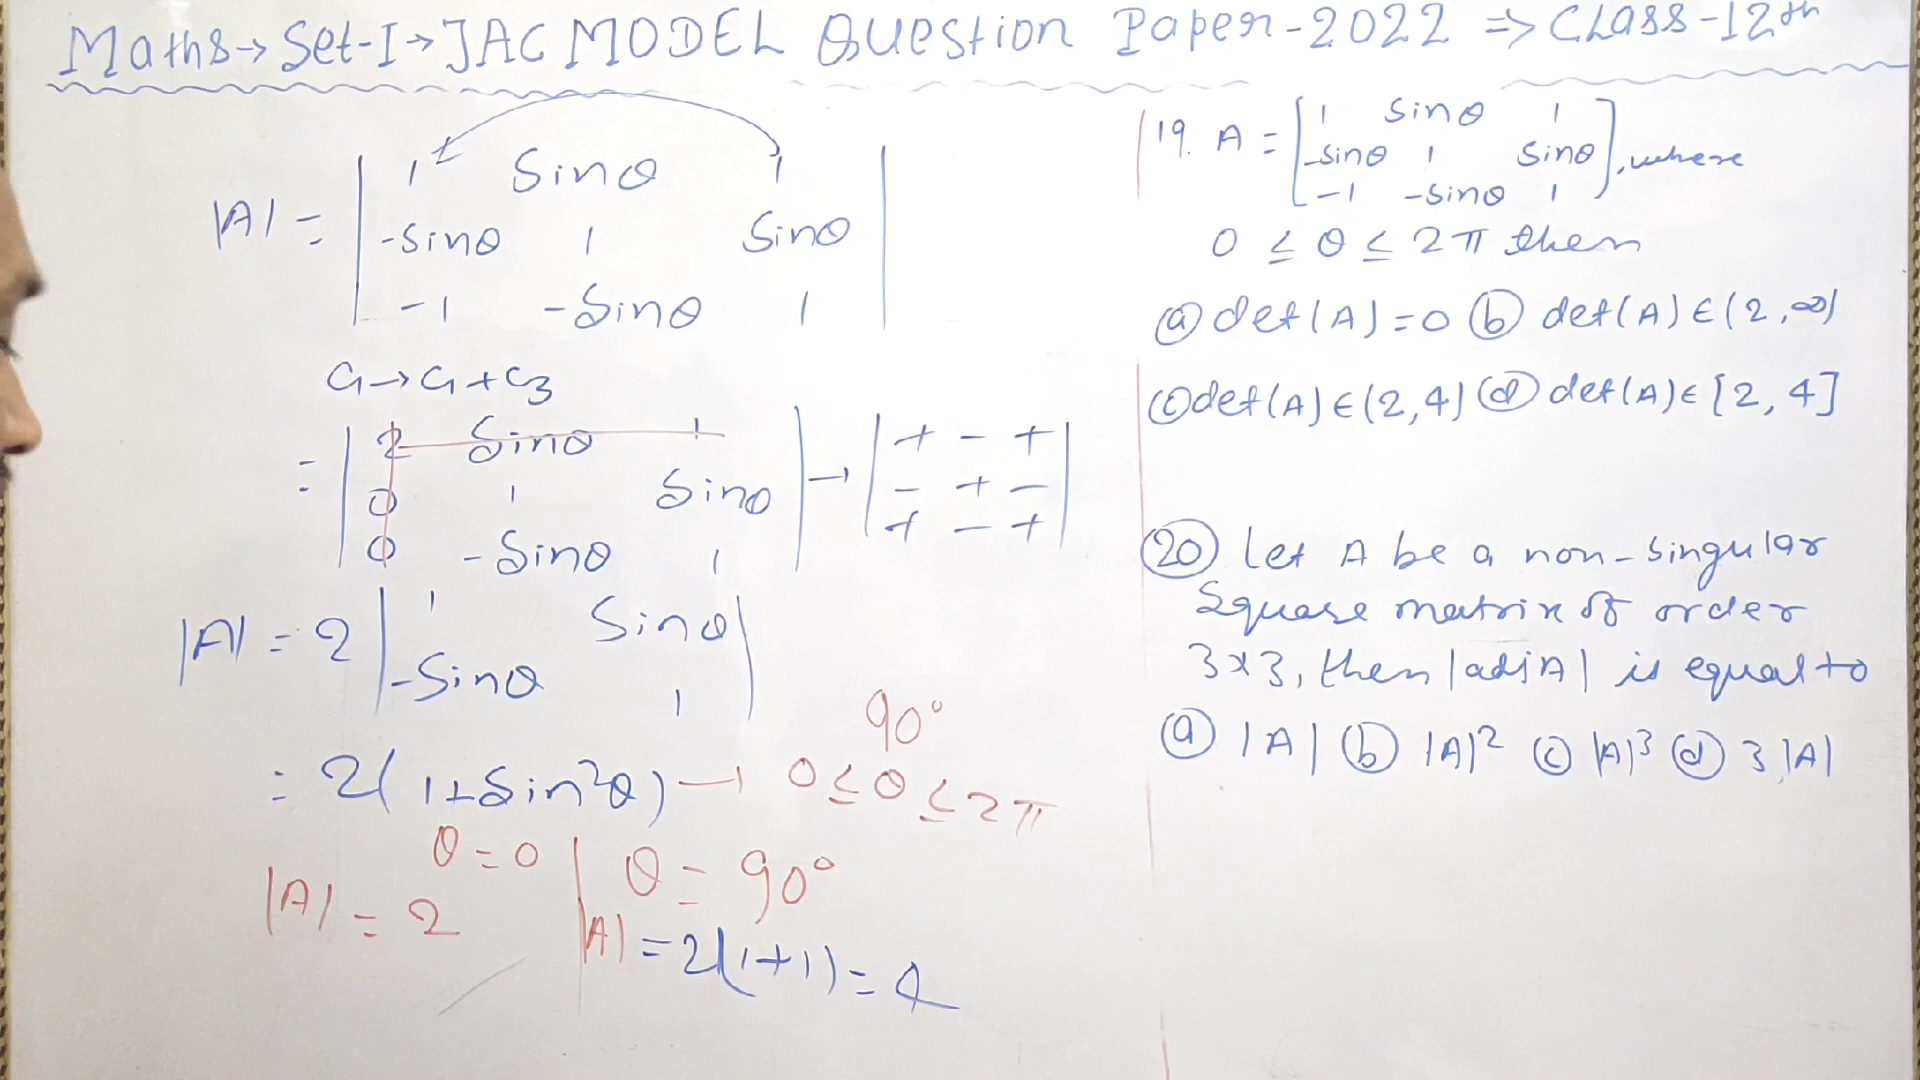 Maths→Set-I→JAC MODEL Question Paper-2022 ⇒ Class-12th
|A| = | 1 Sinθ 1 |
| -Sinθ 1 Sinθ |
| -1 -Sinθ 1 |
C₁→C₁+C₃
= | 2 Sinθ 1 | → | + - + |
| 0 1 Sinθ | | - + - |
| 0 -Sinθ 1 | | + - + |
|A| = 2 | 1 Sinθ |
| -Sinθ 1 |
= 2(1+Sin²θ) → 0≤θ≤2π
90°
θ=0 | θ = 90°
|A| = 2 | |A| = 2(1+1) = 4
19. A = [ 1 Sinθ 1 ]
[ -Sinθ 1 Sinθ ], where
[ -1 -Sinθ 1 ]
0 ≤ θ ≤ 2π then
(a) det(A)=0 (b) det(A)∈(2,∞)
(c) det(A)∈(2,4) (d) det(A)∈[2,4]
(20) Let A be a non-singular
Square matrix of order
3×3, then |adjA| is equal to
(a) |A| (b) |A|² (c) |A|³ (d) 3|A|